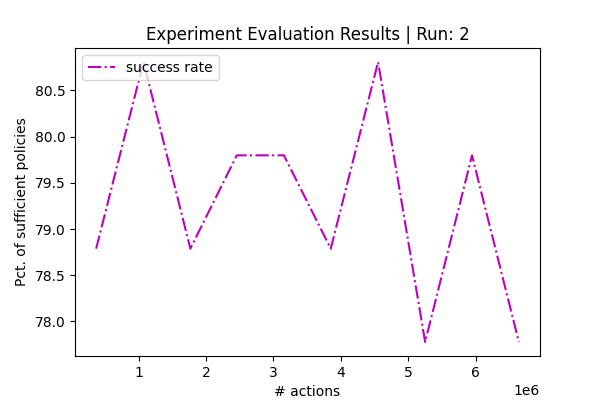 Experiment Evaluation Results | Run: 2
success rate
Pct. of sufficient policies
80.5
80.0
79.5
79.0
78.5
78.0
1 2 3 4 5 6
1e6
# actions